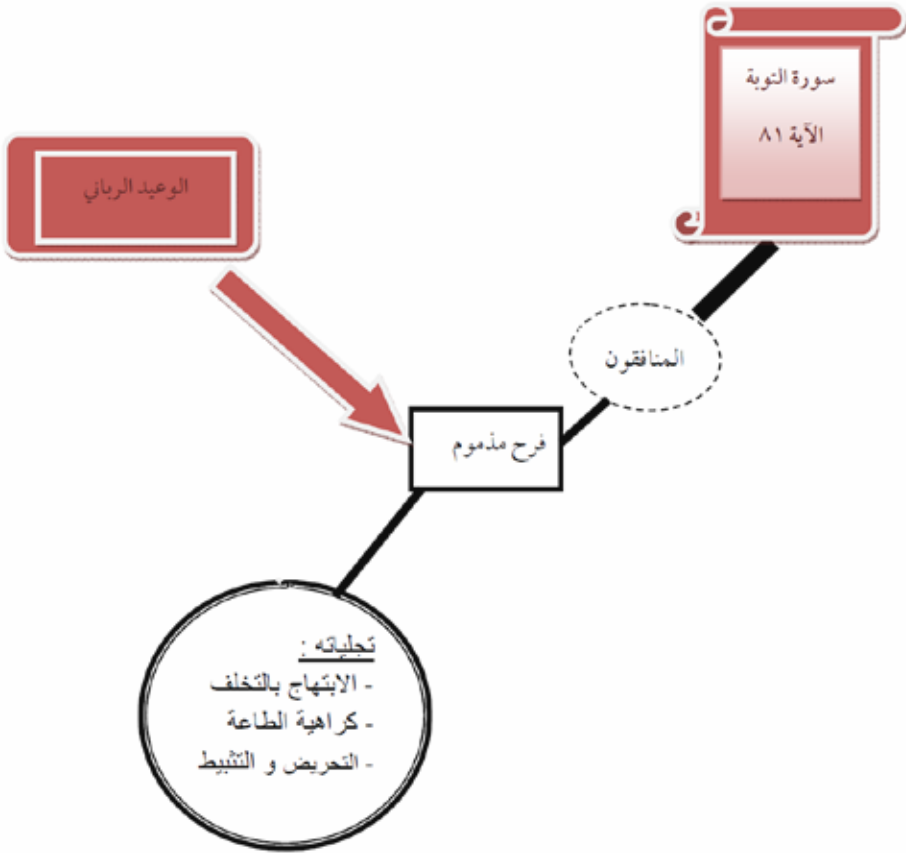 سورة التوبة
الآية ٨١
الوعيد الرباني
المنافقون
فرح مذموم
تجلياته :
- الابتهاج بالتخلف
- كراهية الطاعة
- التحريض و التثبيط